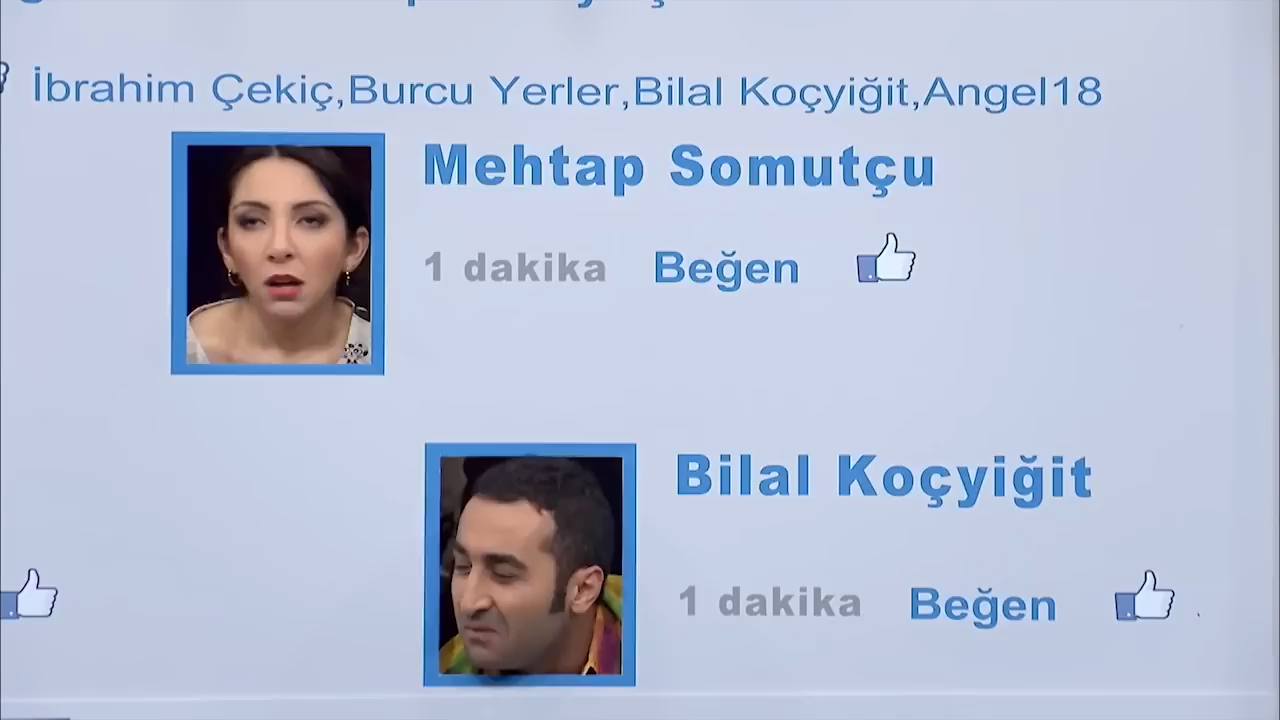 İbrahim Çekiç,Burcu Yerler,Bilal Koçyiğit,Angel18
Mehtap Somutçu
1 dakika Beğen
Bilal Koçyiğit
1 dakika Beğen